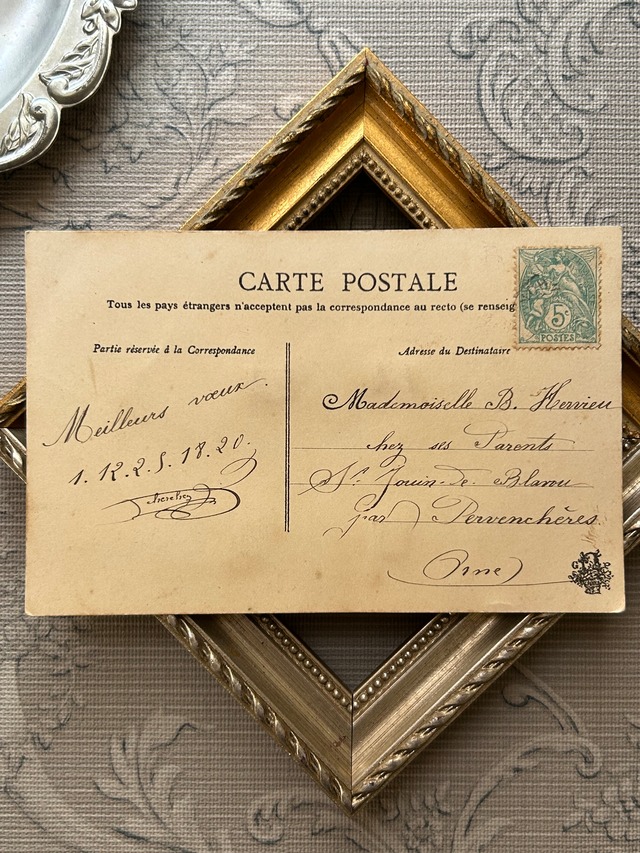 CARTE POSTALE
Tous les pays étrangers n'acceptent pas la correspondance au recto (se renseig
5c
POSTES
Partie réservée à la Correspondance
Adresse du Destinataire
Meilleurs vœux.
1. 12. 2. 5. 18. 20.
Mademoiselle B. Hervieu
chez ses Parents
St. Jouin-de-Blavou
par Pervenchères.
Orne